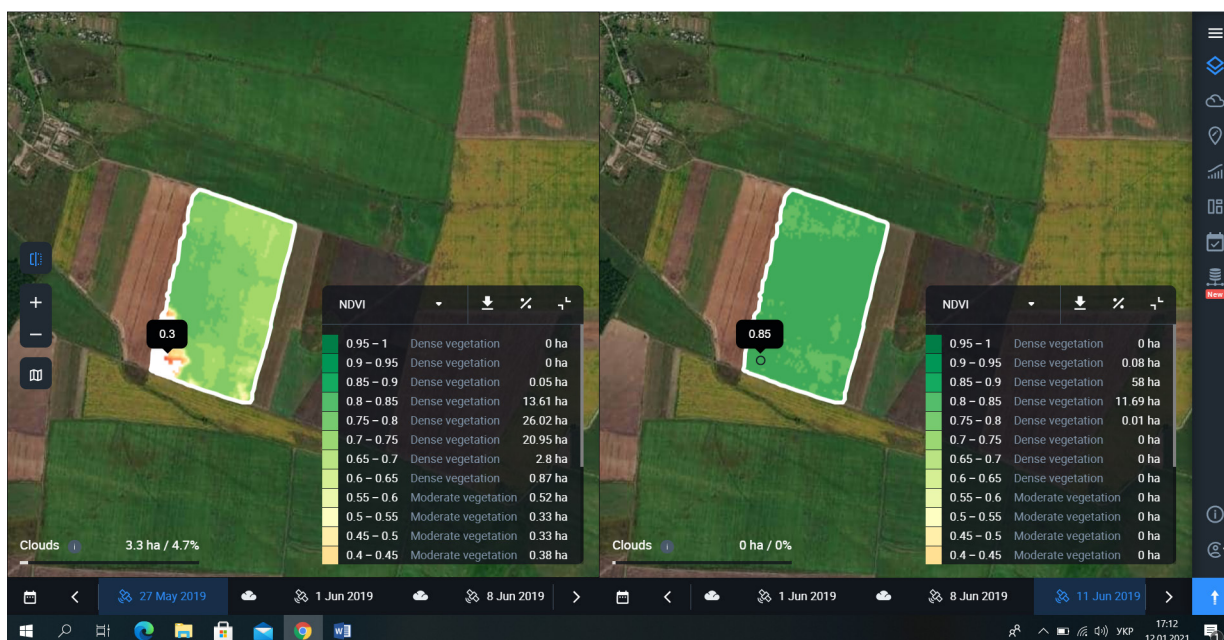 0.3
NDVI
0.95 – 1 Dense vegetation 0 ha
0.9 – 0.95 Dense vegetation 0 ha
0.85 – 0.9 Dense vegetation 0.05 ha
0.8 – 0.85 Dense vegetation 13.61 ha
0.75 – 0.8 Dense vegetation 26.02 ha
0.7 – 0.75 Dense vegetation 20.95 ha
0.65 – 0.7 Dense vegetation 2.8 ha
0.6 – 0.65 Dense vegetation 0.87 ha
0.55 – 0.6 Moderate vegetation 0.52 ha
0.5 – 0.55 Moderate vegetation 0.33 ha
0.45 – 0.5 Moderate vegetation 0.33 ha
0.4 – 0.45 Moderate vegetation 0.38 ha
Clouds i 3.3 ha / 4.7%
27 May 2019 1 Jun 2019 8 Jun 2019
0.85
NDVI
0.95 – 1 Dense vegetation 0 ha
0.9 – 0.95 Dense vegetation 0.08 ha
0.85 – 0.9 Dense vegetation 58 ha
0.8 – 0.85 Dense vegetation 11.69 ha
0.75 – 0.8 Dense vegetation 0.01 ha
0.7 – 0.75 Dense vegetation 0 ha
0.65 – 0.7 Dense vegetation 0 ha
0.6 – 0.65 Dense vegetation 0 ha
0.55 – 0.6 Moderate vegetation 0 ha
0.5 – 0.55 Moderate vegetation 0 ha
0.45 – 0.5 Moderate vegetation 0 ha
0.4 – 0.45 Moderate vegetation 0 ha
Clouds i 0 ha / 0%
1 Jun 2019 8 Jun 2019 11 Jun 2019
New
УКР
17:12
12.01.2021